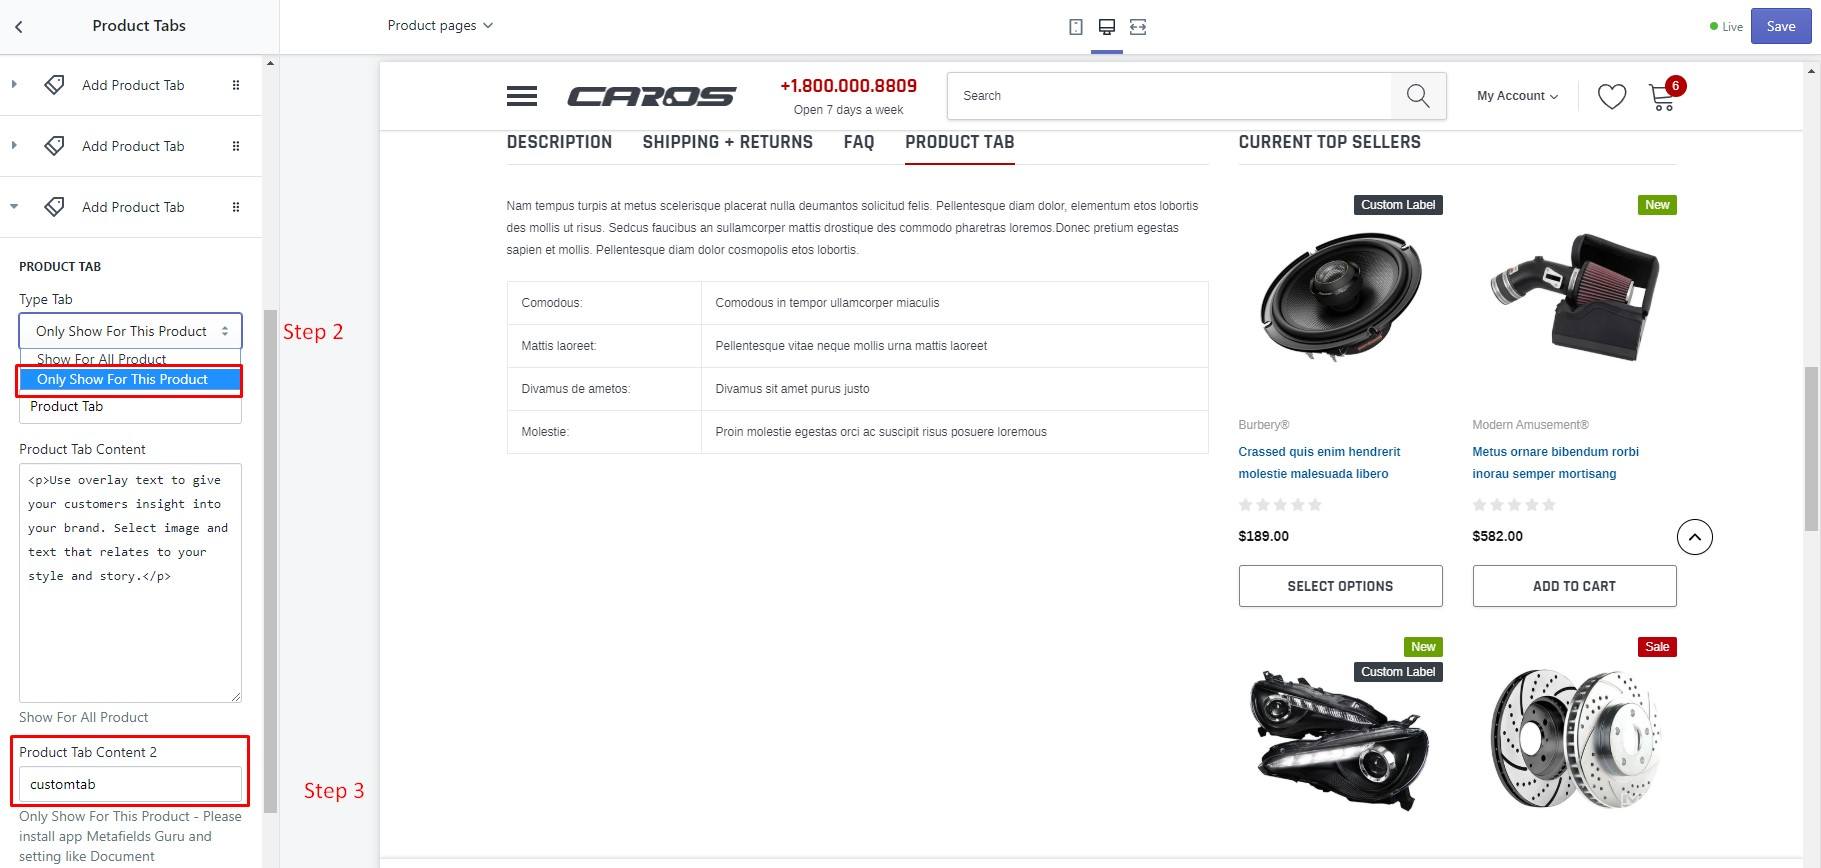 Product Tabs
Product pages
Live
Save
Add Product Tab
Add Product Tab
Add Product Tab
PRODUCT TAB
Type Tab
Only Show For This Product
Show For All Product
Only Show For This Product
Product Tab
Product Tab Content
<p>Use overlay text to give
your customers insight into
your brand. Select image and
text that relates to your
style and story.</p>
Show For All Product
Product Tab Content 2
customtab
Only Show For This Product - Please
install app Metafields Guru and
setting like Document
Step 2
Step 3
CAROS
+1.800.000.8809
Open 7 days a week
Search
My Account
6
DESCRIPTION
SHIPPING + RETURNS
FAQ
PRODUCT TAB
Nam tempus turpis at metus scelerisque placerat nulla deumantos solicitud felis. Pellentesque diam dolor, elementum etos lobortis
des mollis ut risus. Sedcus faucibus an sullamcorper mattis drostique des commodo pharetras loremos.Donec pretium egestas
sapien et mollis. Pellentesque diam dolor cosmopolis etos lobortis.
Comodous:
Comodous in tempor ullamcorper miaculis
Mattis laoreet:
Pellentesque vitae neque mollis urna mattis laoreet
Divamus de ametos:
Divamus sit amet purus justo
Molestie:
Proin molestie egestas orci ac suscipit risus posuere loremous
CURRENT TOP SELLERS
Custom Label
Burbery®
Crassed quis enim hendrerit
molestie malesuada libero
$189.00
SELECT OPTIONS
New
Modern Amusement®
Metus ornare bibendum rorbi
inorau semper mortisang
$582.00
ADD TO CART
New
Custom Label
Sale